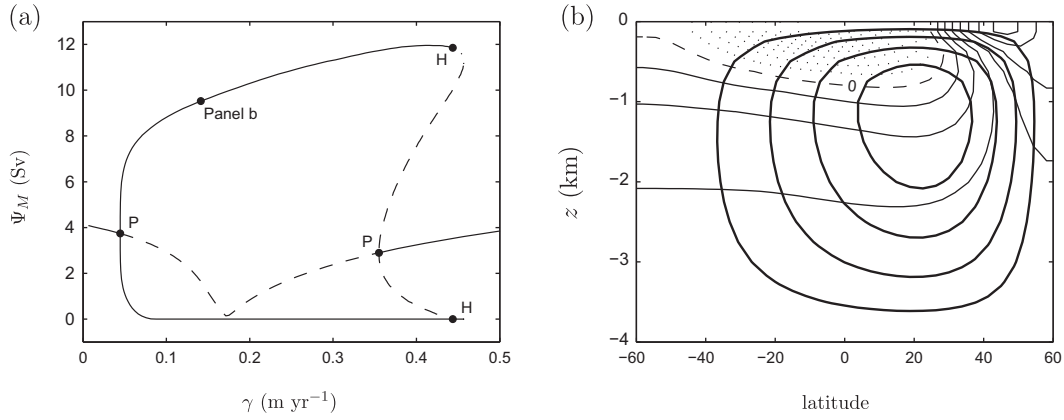 (a)
12
10
8
6
4
2
0
Ψ_M (Sv)
H
Panel b
P
P
H
0 0.1 0.2 0.3 0.4 0.5
γ (m yr⁻¹)
(b)
0
−1
−2
−3
−4
z (km)
0
−60 −40 −20 0 20 40 60
latitude